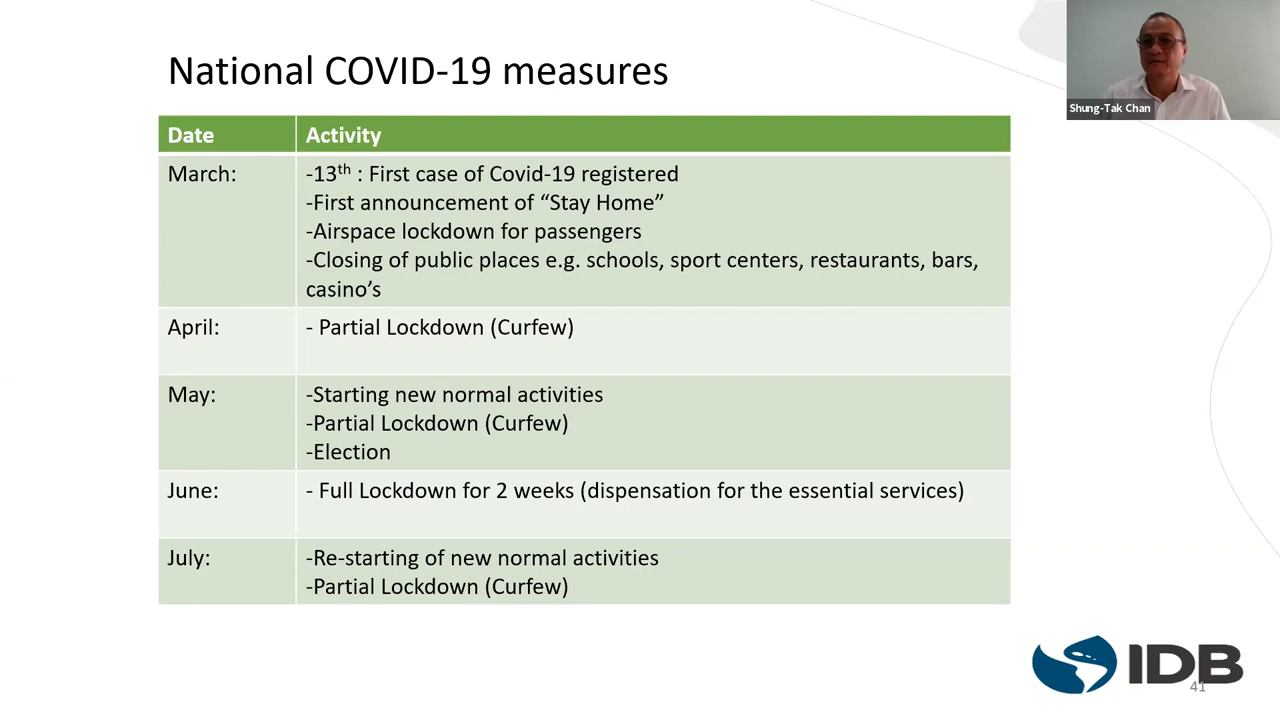 National COVID-19 measures
Shung-Tak Chan
Date Activity
March: -13th : First case of Covid-19 registered
-First announcement of “Stay Home”
-Airspace lockdown for passengers
-Closing of public places e.g. schools, sport centers, restaurants, bars,
casino’s
April: - Partial Lockdown (Curfew)
May: -Starting new normal activities
-Partial Lockdown (Curfew)
-Election
June: - Full Lockdown for 2 weeks (dispensation for the essential services)
July: -Re-starting of new normal activities
-Partial Lockdown (Curfew)
IDB
41